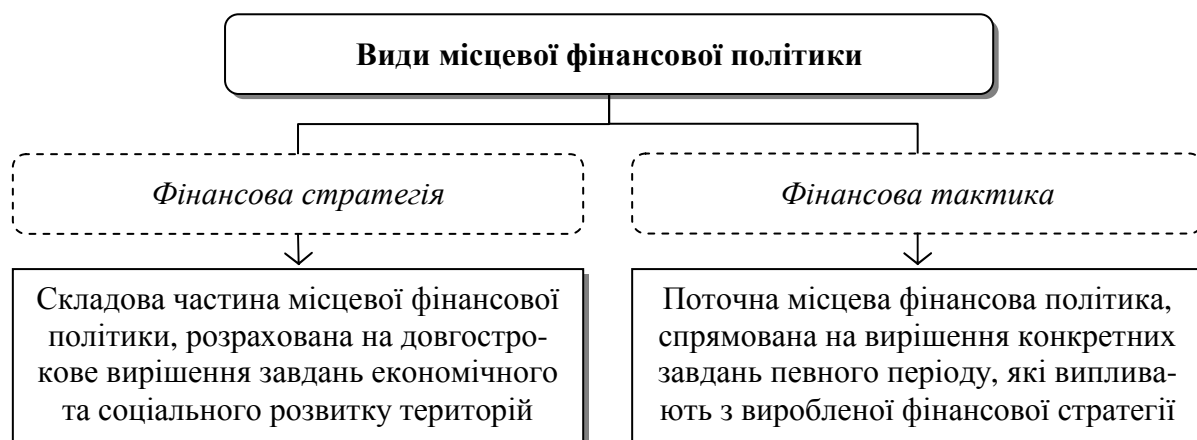 Види місцевої фінансової політики
Фінансова стратегія
Фінансова тактика
Складова частина місцевої фінансової
політики, розрахована на довгостро-
кове вирішення завдань економічного
та соціального розвитку територій
Поточна місцева фінансова політика,
спрямована на вирішення конкретних
завдань певного періоду, які виплива-
ють з виробленої фінансової стратегії